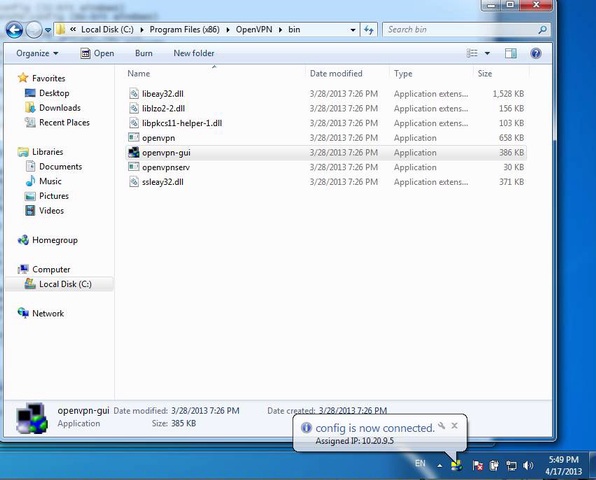 Local Disk (C:) Program Files (x86) OpenVPN bin Search bin
Organize Open Burn New folder
Name Date modified Type Size
Favorites
Desktop
Downloads
Recent Places
Libraries
Documents
Music
Pictures
Videos
Homegroup
Computer
Local Disk (C:)
Network
libeay32.dll 3/28/2013 7:26 PM Application extens... 1,528 KB
liblzo2-2.dll 3/28/2013 7:26 PM Application extens... 156 KB
libpkcs11-helper-1.dll 3/28/2013 7:26 PM Application extens... 103 KB
openvpn 3/28/2013 7:26 PM Application 658 KB
openvpn-gui 3/28/2013 7:26 PM Application 386 KB
openvpnserv 3/28/2013 7:26 PM Application 30 KB
ssleay32.dll 3/28/2013 7:26 PM Application extens... 371 KB
openvpn-gui Date modified: 3/28/2013 7:26 PM Date created: 3/28/2013 7:26 PM
Application Size: 385 KB
config is now connected.
Assigned IP: 10.20.9.5
EN 5:49 PM
4/17/2013